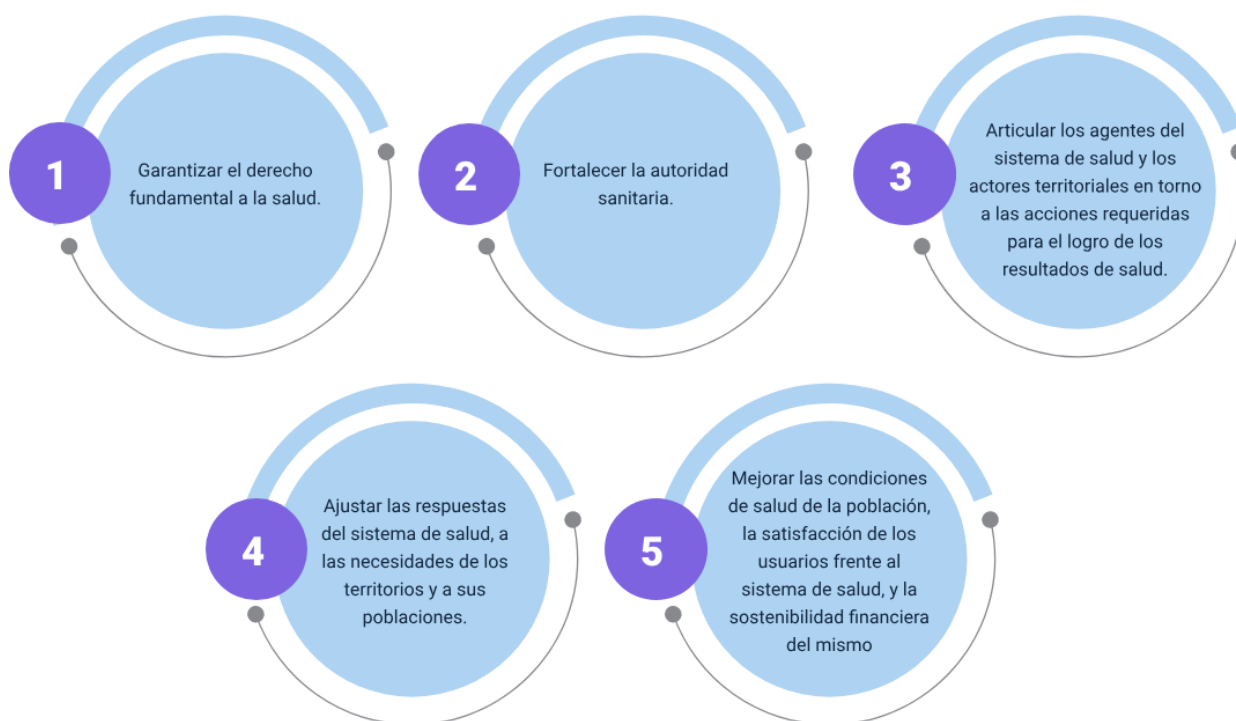 1
Garantizar el derecho
fundamental a la salud.
2
Fortalecer la autoridad
sanitaria.
3
Articular los agentes del
sistema de salud y los
actores territoriales en torno
a las acciones requeridas
para el logro de los
resultados de salud.
4
Ajustar las respuestas
del sistema de salud, a
las necesidades de los
territorios y a sus
poblaciones.
5
Mejorar las condiciones
de salud de la población,
la satisfacción de los
usuarios frente al
sistema de salud, y la
sostenibilidad financiera
del mismo